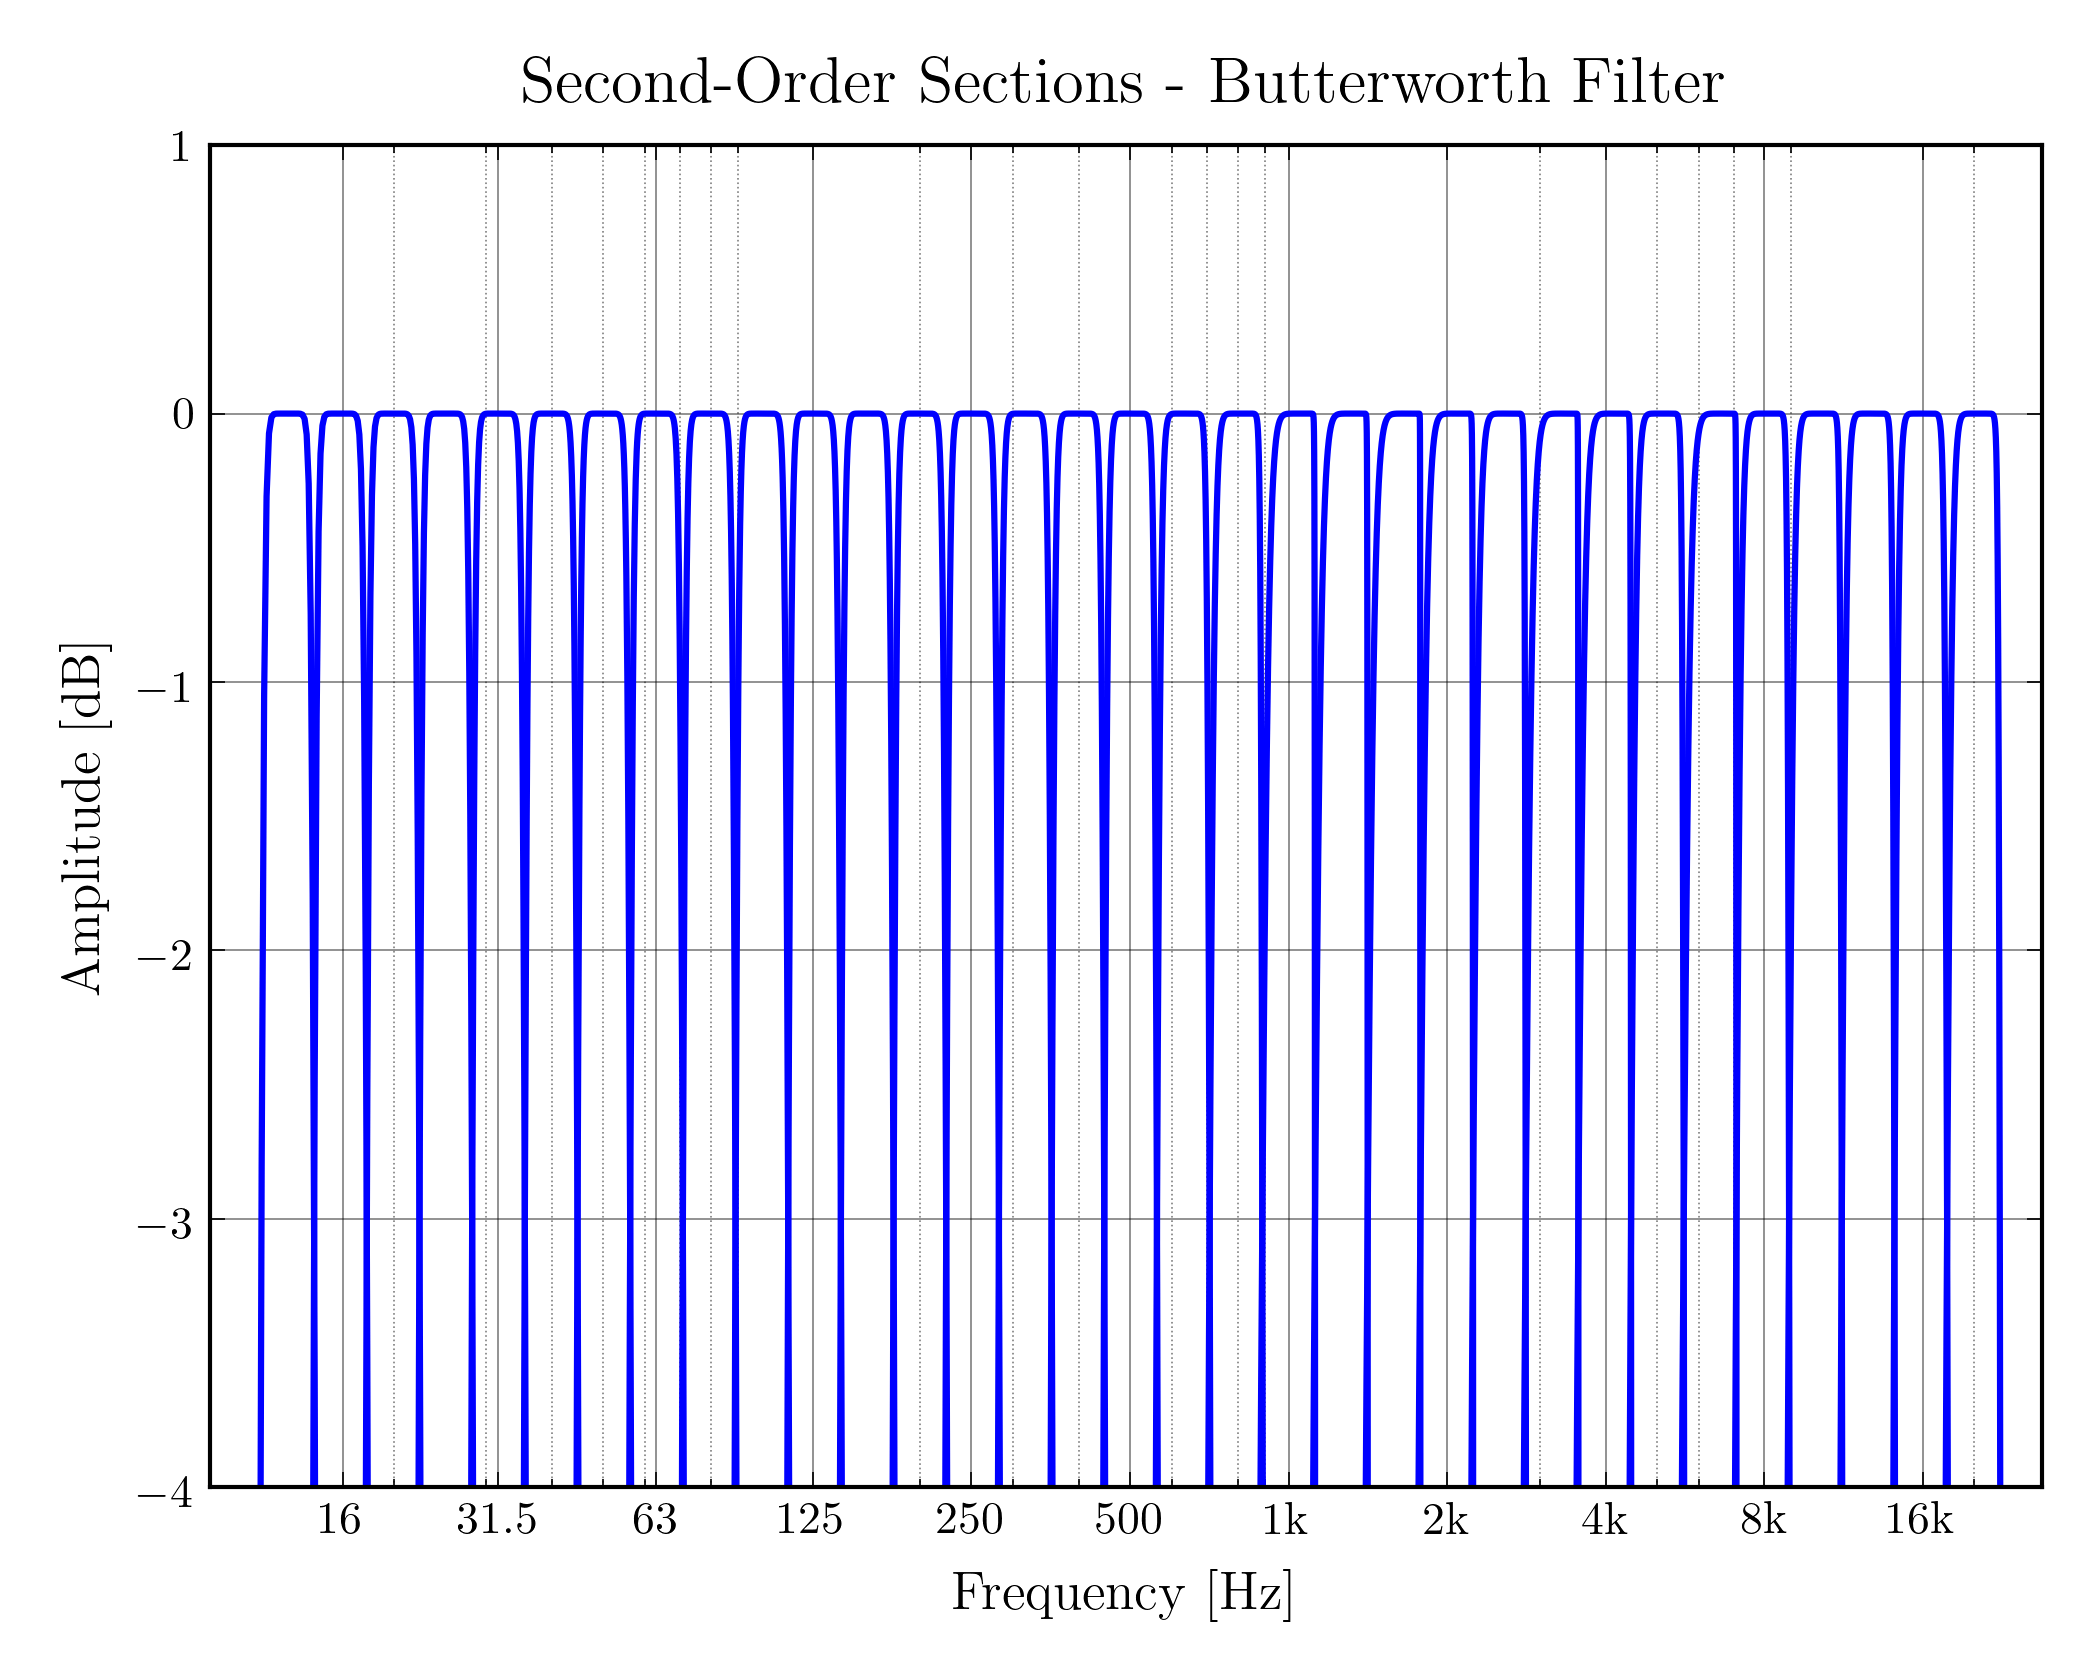 Second-Order Sections - Butterworth Filter
1
0
−1
−2
−3
−4
Amplitude [dB]
16 31.5 63 125 250 500 1k 2k 4k 8k 16k
Frequency [Hz]